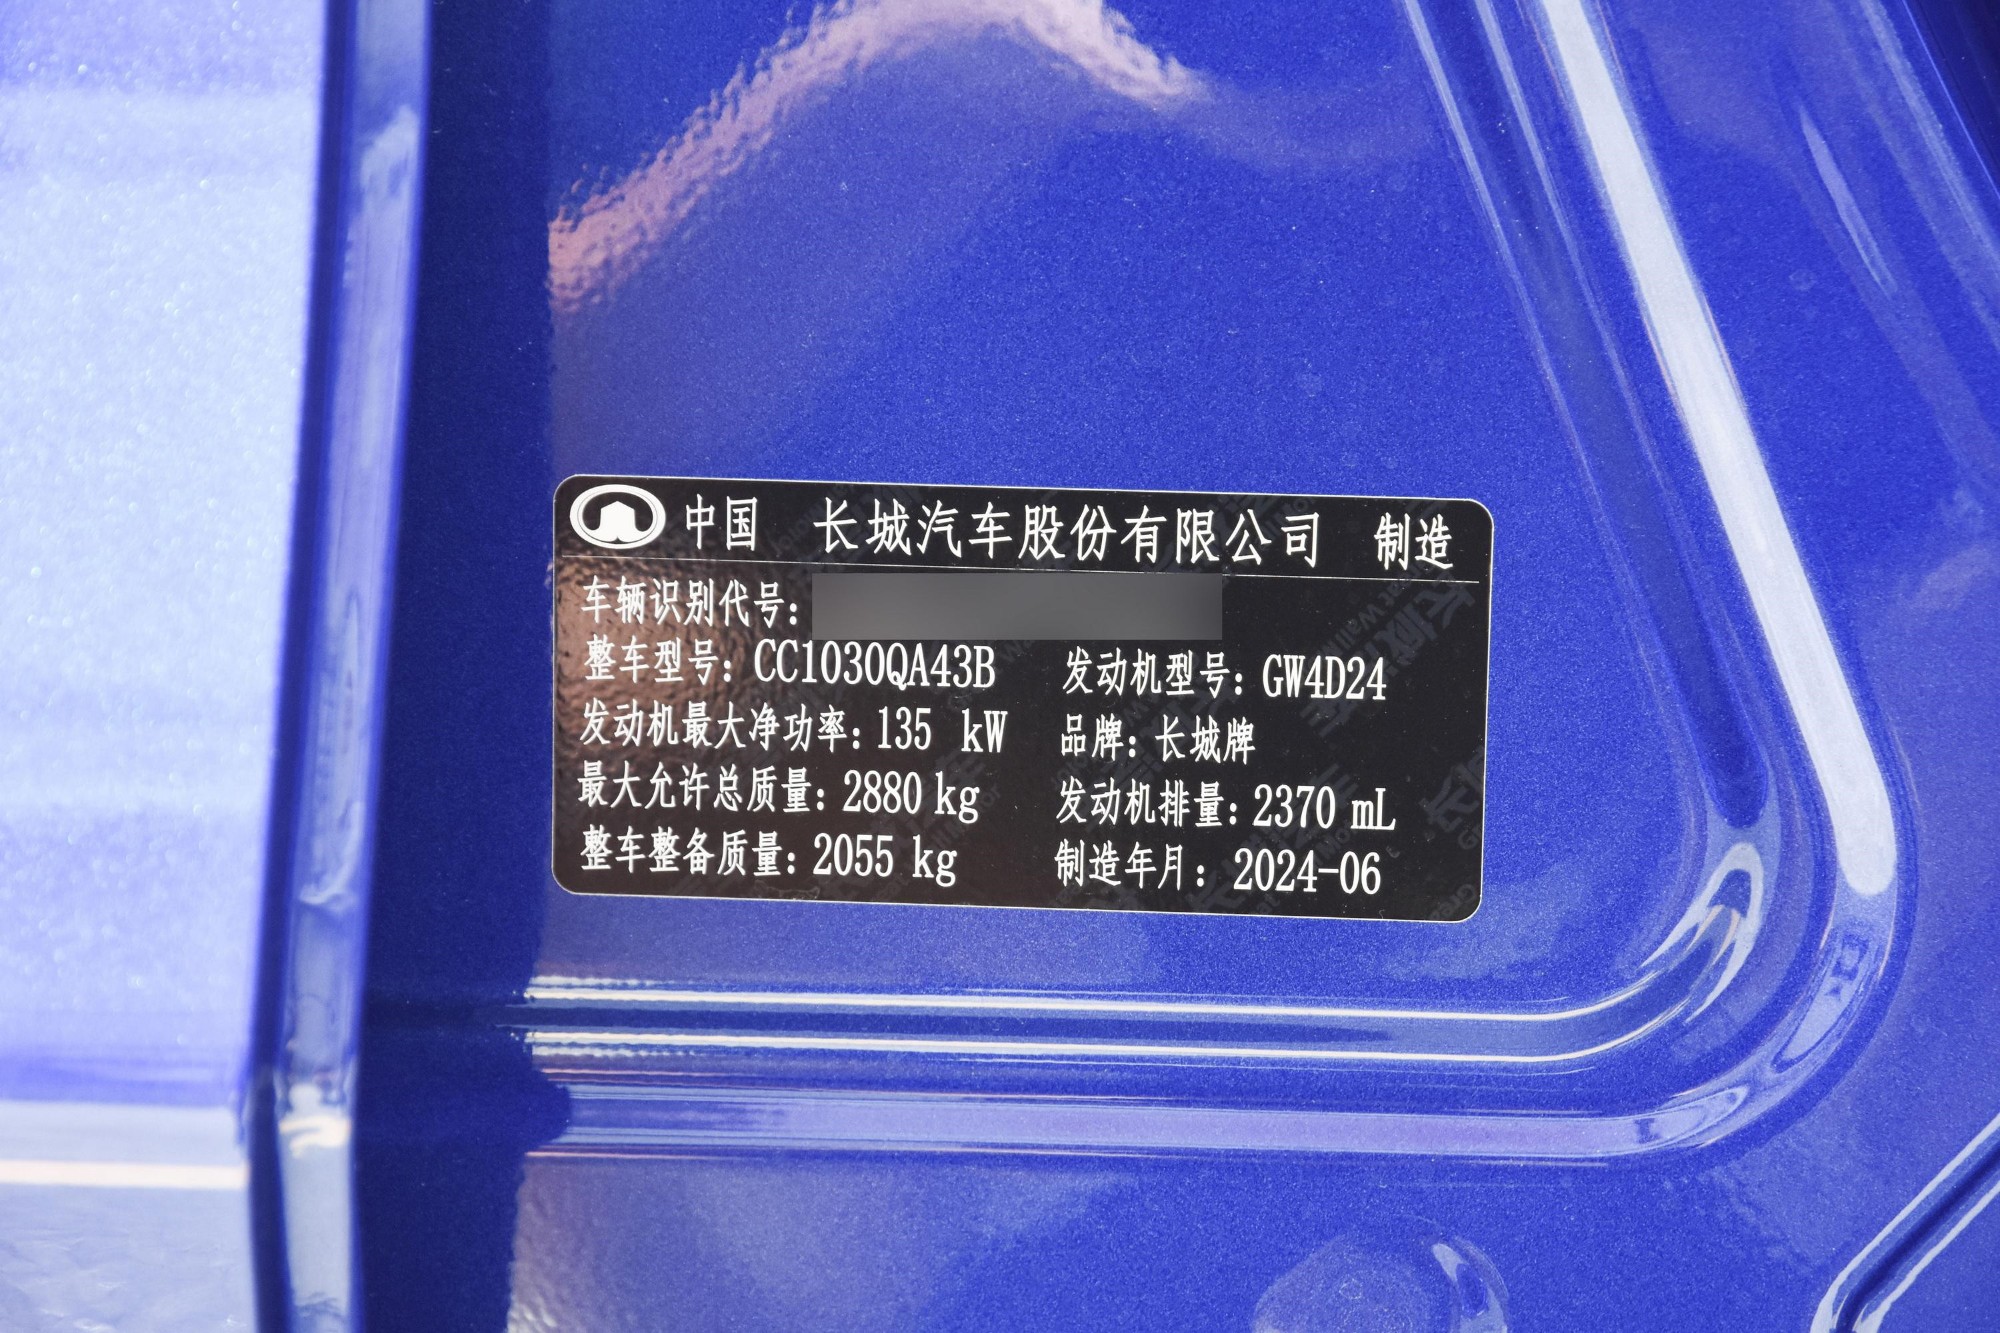 中国 长城汽车股份有限公司 制造
车辆识别代号：
整车型号：CC1030QA43B 发动机型号：GW4D24
发动机最大净功率：135 kW 品牌：长城牌
最大允许总质量：2880 kg 发动机排量：2370 mL
整车整备质量：2055 kg 制造年月：2024-06